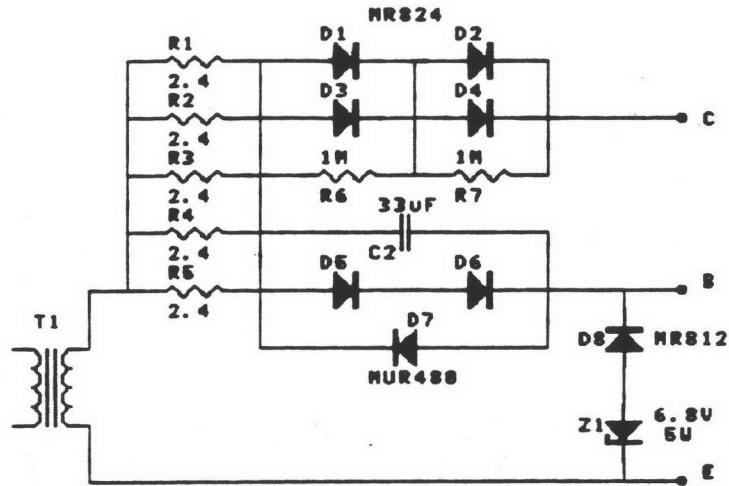 MR824
R1
D1
D2
2.4
R2
D3
D4
C
2.4
R3
1M
1M
2.4
R6
R7
R4
33uF
2.4
C2
R5
D5
D6
B
2.4
T1
D7
D8
MR812
MUR480
Z1
6.8V
5W
E